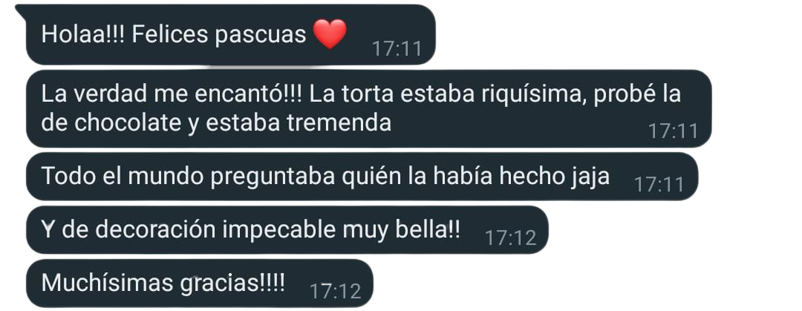 Holaa!!! Felices pascuas ❤️ 17:11
La verdad me encantó!!! La torta estaba riquísima, probé la
de chocolate y estaba tremenda 17:11
Todo el mundo preguntaba quién la había hecho jaja 17:11
Y de decoración impecable muy bella!! 17:12
Muchísimas gracias!!!! 17:12